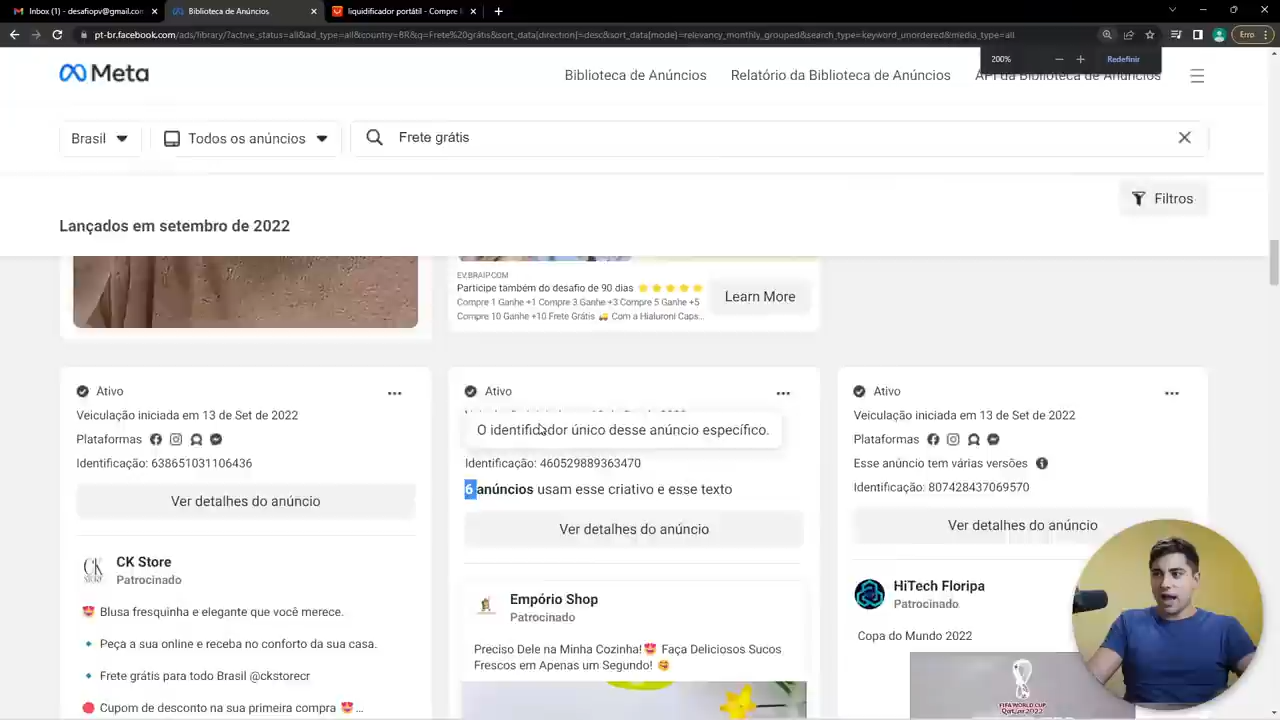 Inbox (1) - desafiopv@gmail.com
Biblioteca de Anúncios
liquidificador portátil - Compre
pt-br.facebook.com/ads/library/?active_status=all&ad_type=all&country=BR&q=Frete%20grátis&sort_data[direction]=desc&sort_data[mode]=relevancy_monthly_grouped&search_type=keyword_unordered&media_type=all
Erro
200%
Redefinir
Meta
Biblioteca de Anúncios
Relatório da Biblioteca de Anúncios
API da Biblioteca de Anúncios
Brasil
Todos os anúncios
Frete grátis
Filtros
Lançados em setembro de 2022
EV.BRAIP.COM
Participe também do desafio de 90 dias ⭐⭐⭐⭐⭐
Compre 1 Ganhe +1 Compre 3 Ganhe +3 Compre 5 Ganhe +5
Compre 10 Ganhe +10 Frete Grátis 🚚 Com a Hialuroni Caps...
Learn More
Ativo
Veiculação iniciada em 13 de Set de 2022
Plataformas
Identificação: 638651031106436
Ver detalhes do anúncio
CK Store
Patrocinado
😍 Blusa fresquinha e elegante que você merece.
🔹 Peça a sua online e receba no conforto da sua casa.
🔹 Frete grátis para todo Brasil @ckstorecr
🔴 Cupom de desconto na sua primeira compra 😍...
Ativo
O identificador único desse anúncio específico.
Identificação: 460529889363470
6 anúncios usam esse criativo e esse texto
Ver detalhes do anúncio
Empório Shop
Patrocinado
Preciso Dele na Minha Cozinha!😍 Faça Deliciosos Sucos
Frescos em Apenas um Segundo! 🥰
Ativo
Veiculação iniciada em 13 de Set de 2022
Plataformas
Esse anúncio tem várias versões
Identificação: 807428437069570
Ver detalhes do anúncio
HiTech Floripa
Patrocinado
Copa do Mundo 2022
FIFA WORLD CUP
Qatar2022